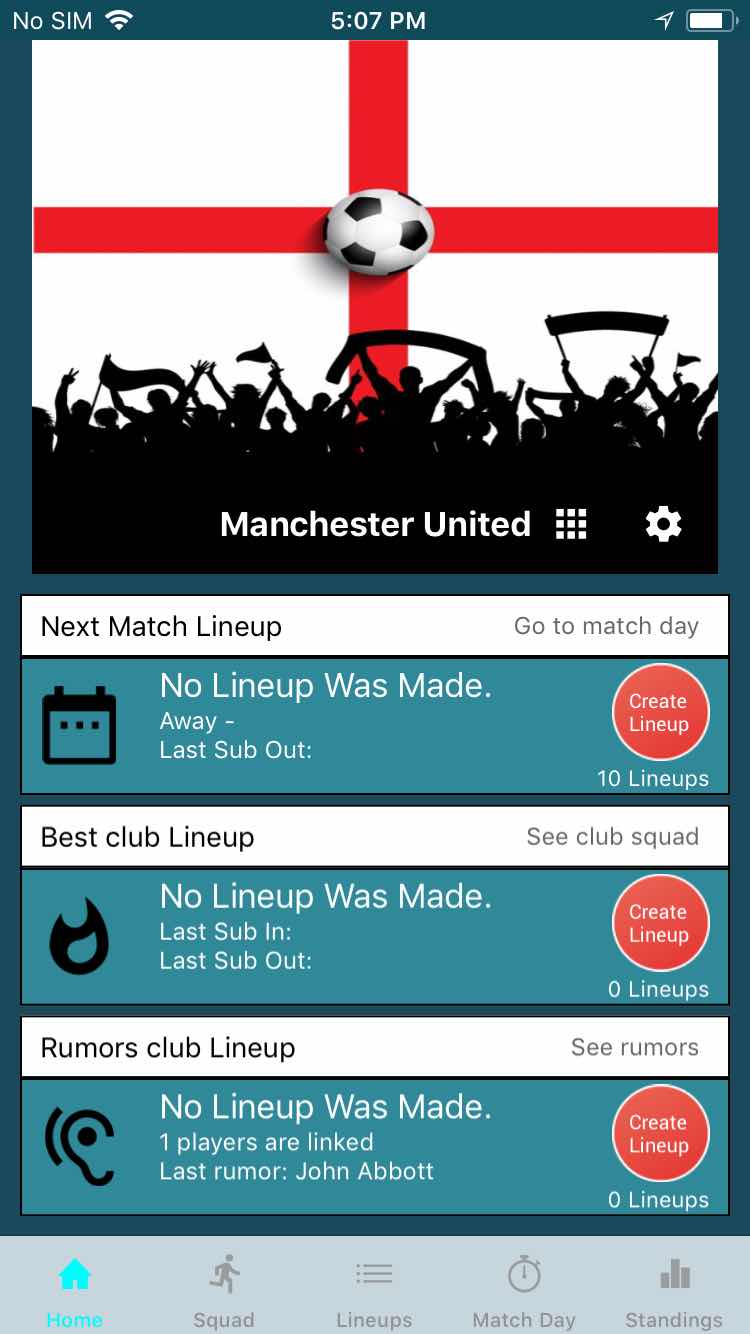 No SIM 5:07 PM
Manchester United
Next Match Lineup Go to match day
No Lineup Was Made.
Away -
Last Sub Out:
Create
Lineup
10 Lineups
Best club Lineup See club squad
No Lineup Was Made.
Last Sub In:
Last Sub Out:
Create
Lineup
0 Lineups
Rumors club Lineup See rumors
No Lineup Was Made.
1 players are linked
Last rumor: John Abbott
Create
Lineup
0 Lineups
Home Squad Lineups Match Day Standings